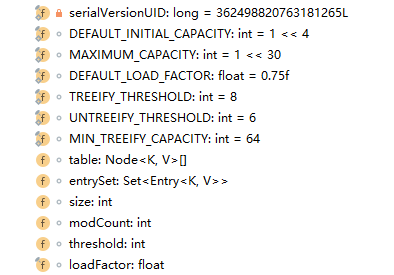 serialVersionUID: long = 362498820763181265L
DEFAULT_INITIAL_CAPACITY: int = 1 << 4
MAXIMUM_CAPACITY: int = 1 << 30
DEFAULT_LOAD_FACTOR: float = 0.75f
TREEIFY_THRESHOLD: int = 8
UNTREEIFY_THRESHOLD: int = 6
MIN_TREEIFY_CAPACITY: int = 64
table: Node<K, V>[]
entrySet: Set<Entry<K, V>>
size: int
modCount: int
threshold: int
loadFactor: float